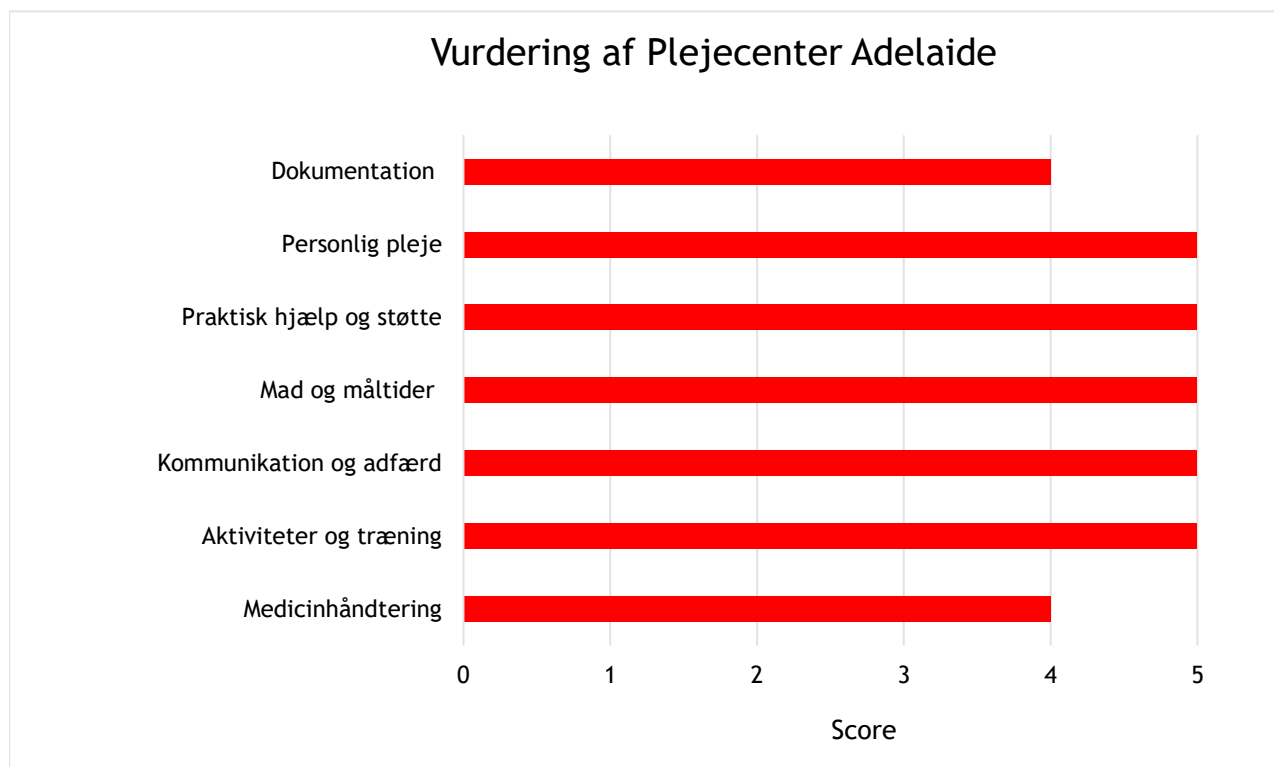 Vurdering af Plejecenter Adelaide
Dokumentation
Personlig pleje
Praktisk hjælp og støtte
Mad og måltider
Kommunikation og adfærd
Aktiviteter og træning
Medicinhåndtering
0 1 2 3 4 5
Score